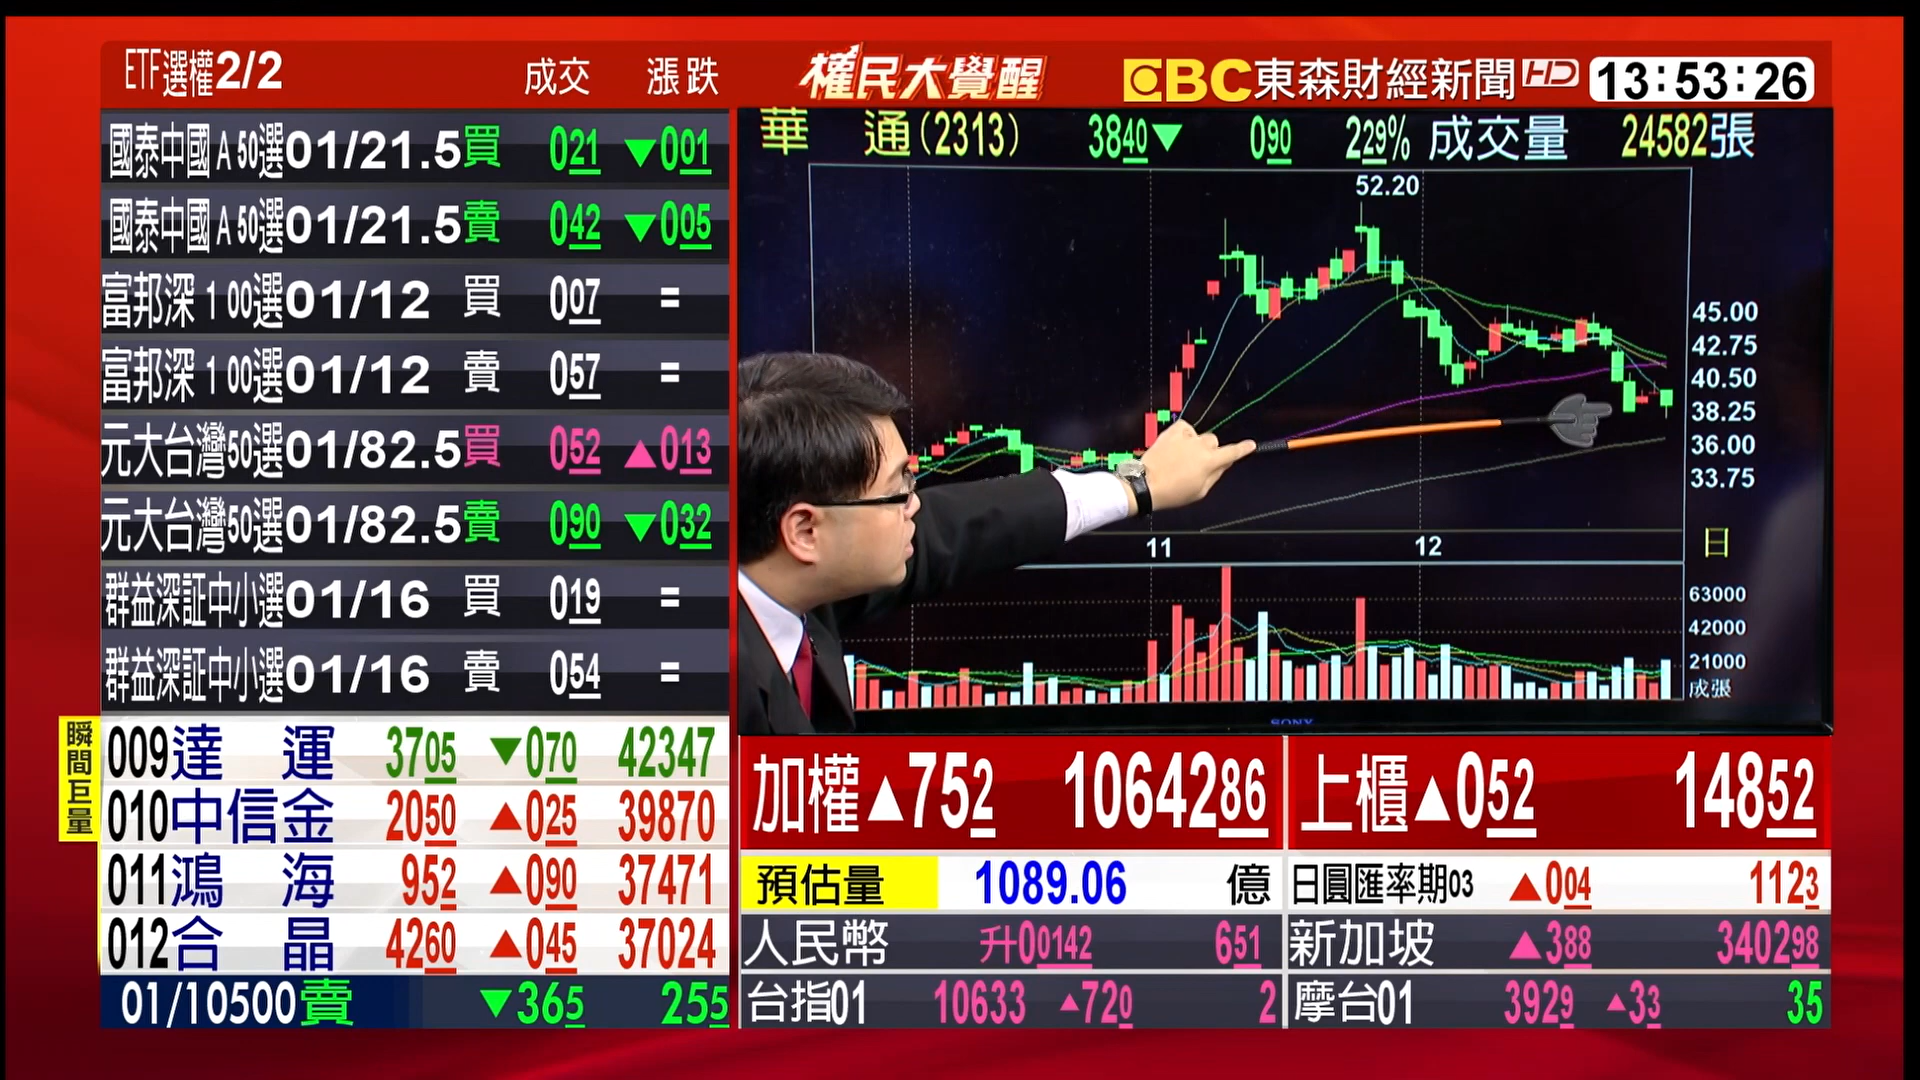 ETF選權2/2 成交 漲跌
權民大覺醒
EBC東森財經新聞HD 13:53:26
國泰中國A50選01/21.5買 021 ▼001
國泰中國A50選01/21.5賣 042 ▼005
富邦深100選01/12 買 007 =
富邦深100選01/12 賣 057 =
元大台灣50選01/82.5買 052 ▲013
元大台灣50選01/82.5賣 090 ▼032
群益深証中小選01/16 買 019 =
群益深証中小選01/16 賣 054 =
華 通(2313) 3840▼ 090 229% 成交量 24582張
52.20
45.00
42.75
40.50
38.25
36.00
33.75
11 12 日
63000
42000
21000
成張
SONY
瞬間巨量
009達 運 3705 ▼070 42347
010中信金 2050 ▲025 39870
011鴻 海 952 ▲090 37471
012合 晶 4260 ▲045 37024
01/10500賣 ▼365 255
加權▲752 1064286
上櫃▲052 14852
預估量 1089.06 億
日圓匯率期03 ▲004 1123
人民幣 升00142 651
新加坡 ▲388 340298
台指01 10633 ▲720 2
摩台01 3929 ▲33 35